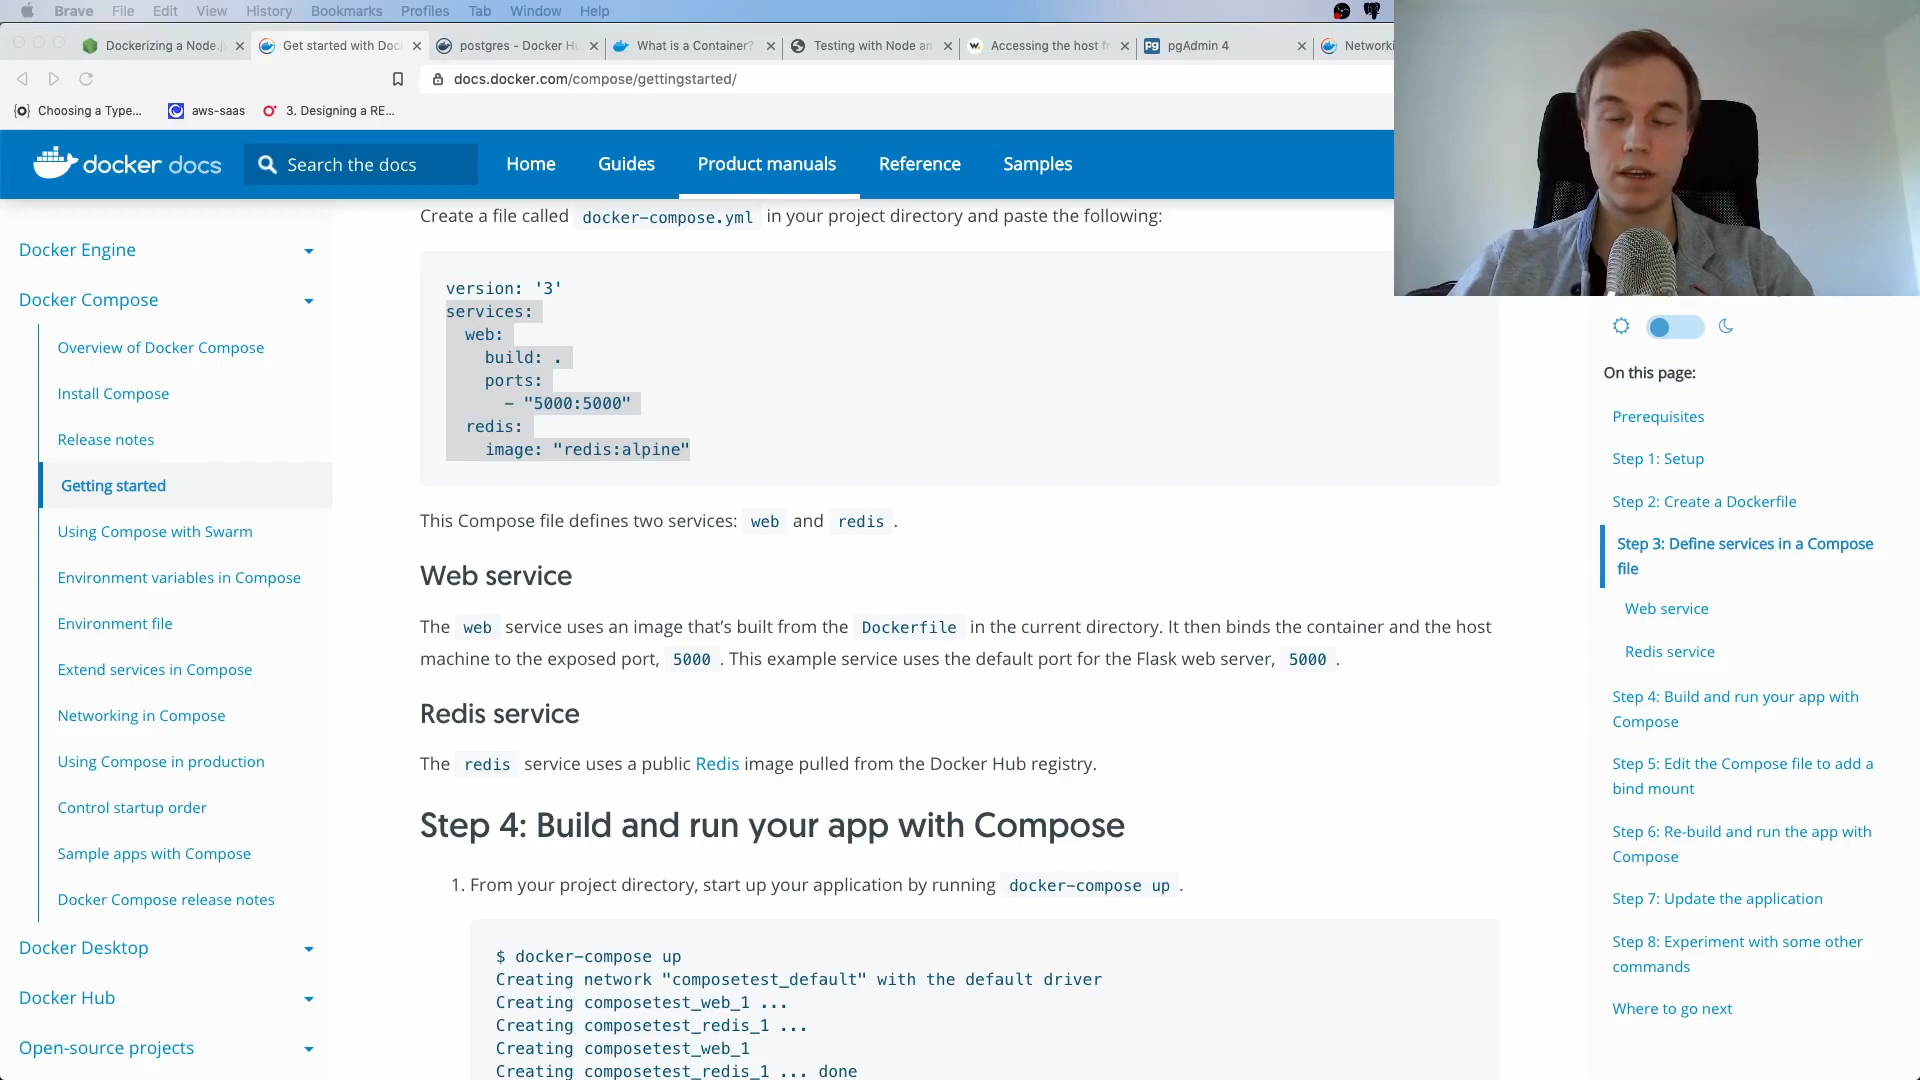 Brave File Edit View History Bookmarks Profiles Tab Window Help
Dockerizing a Node.j
Get started with Doc
postgres - Docker H
What is a Container?
Testing with Node an
Accessing the host f
pgAdmin 4
Networki
docs.docker.com/compose/gettingstarted/
Choosing a Type...
aws-saas
3. Designing a RE...
docker docs
Search the docs
Home
Guides
Product manuals
Reference
Samples
Docker Engine
Docker Compose
Overview of Docker Compose
Install Compose
Release notes
Getting started
Using Compose with Swarm
Environment variables in Compose
Environment file
Extend services in Compose
Networking in Compose
Using Compose in production
Control startup order
Sample apps with Compose
Docker Compose release notes
Docker Desktop
Docker Hub
Open-source projects
Create a file called docker-compose.yml in your project directory and paste the following:
version: '3'
services:
web:
build: .
ports:
- "5000:5000"
redis:
image: "redis:alpine"
This Compose file defines two services: web and redis .
Web service
The web service uses an image that's built from the Dockerfile in the current directory. It then binds the container and the host
machine to the exposed port, 5000 . This example service uses the default port for the Flask web server, 5000 .
Redis service
The redis service uses a public Redis image pulled from the Docker Hub registry.
Step 4: Build and run your app with Compose
1. From your project directory, start up your application by running docker-compose up .
$ docker-compose up
Creating network "composetest_default" with the default driver
Creating composetest_web_1 ...
Creating composetest_redis_1 ...
Creating composetest_web_1
Creating composetest_redis_1 ... done
On this page:
Prerequisites
Step 1: Setup
Step 2: Create a Dockerfile
Step 3: Define services in a Compose
file
Web service
Redis service
Step 4: Build and run your app with
Compose
Step 5: Edit the Compose file to add a
bind mount
Step 6: Re-build and run the app with
Compose
Step 7: Update the application
Step 8: Experiment with some other
commands
Where to go next